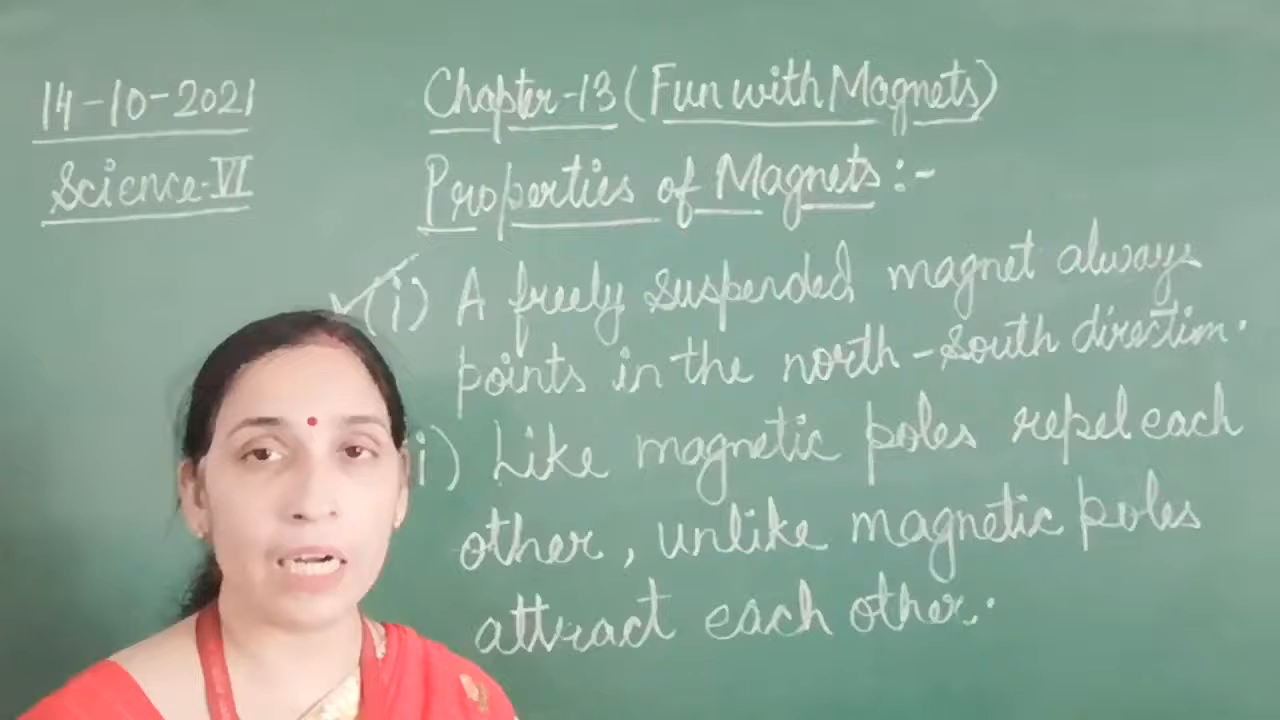 14-10-2021
Science-VI
Chapter-13 (Fun with Magnets)
Properties of Magnets:-
(i) A freely suspended magnet always
points in the north-south direction.
i) Like magnetic poles repel each
other, unlike magnetic poles
attract each other.